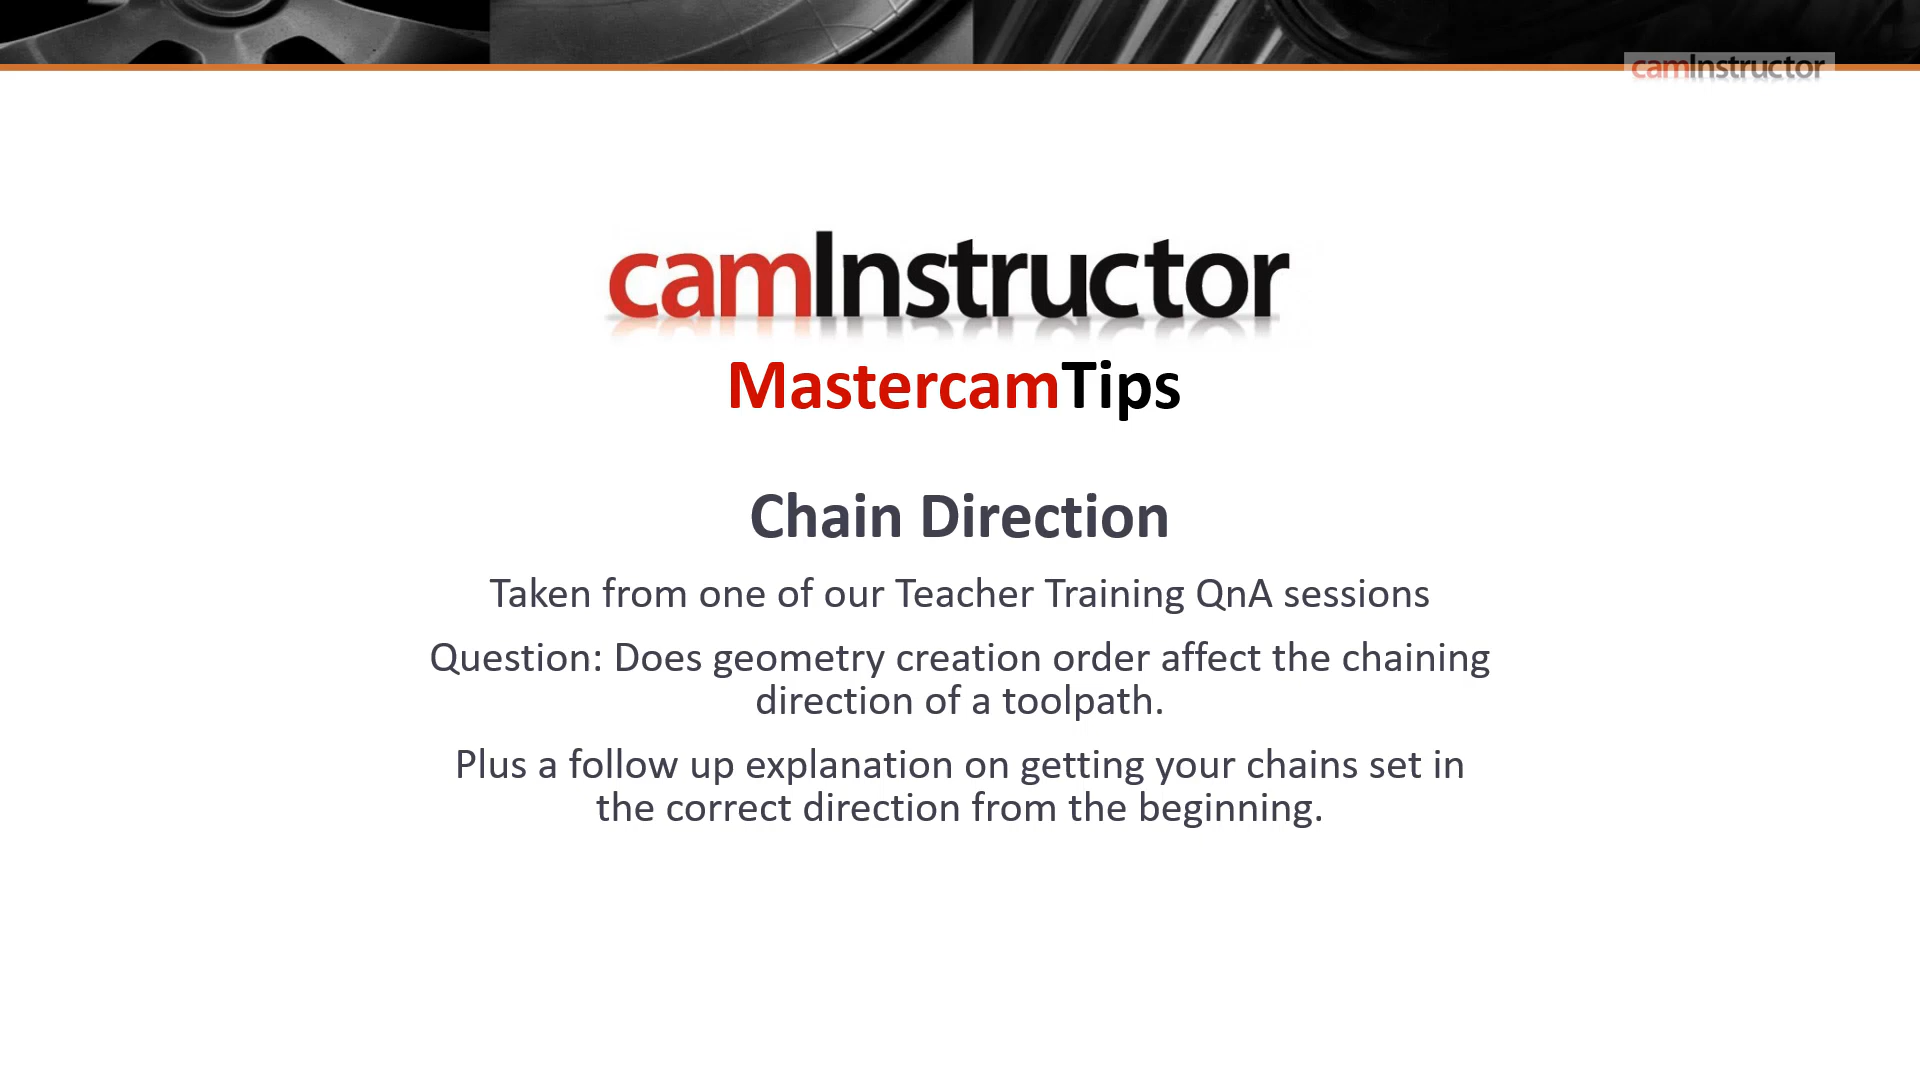 camInstructor
camInstructor
MastercamTips
Chain Direction
Taken from one of our Teacher Training QnA sessions
Question: Does geometry creation order affect the chaining
direction of a toolpath.
Plus a follow up explanation on getting your chains set in
the correct direction from the beginning.